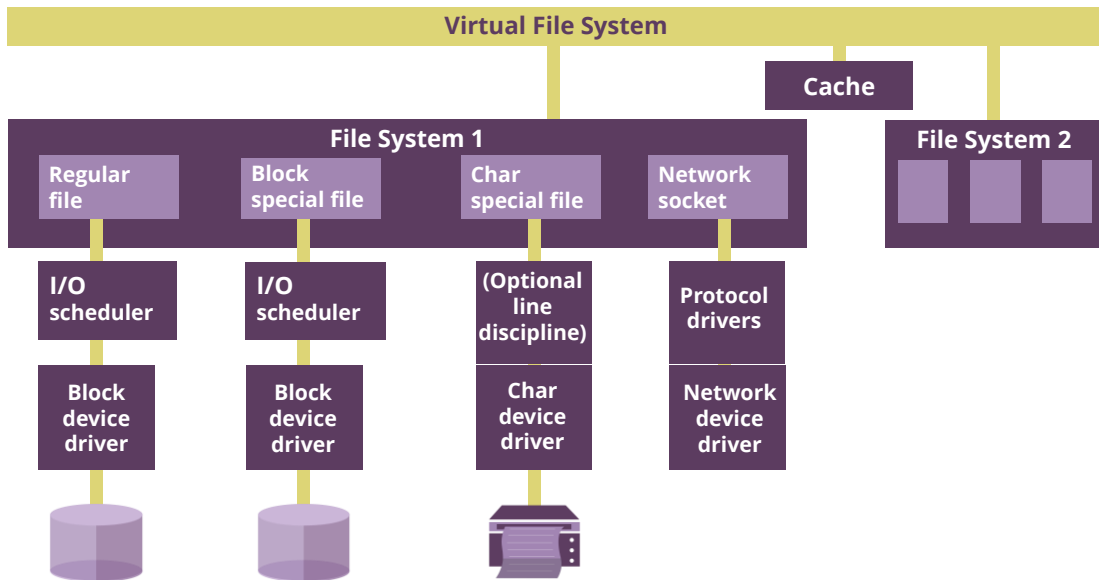 Virtual File System
Cache
File System 1
File System 2
Regular
file
Block
special file
Char
special file
Network
socket
I/O
scheduler
I/O
scheduler
(Optional
line
discipline)
Protocol
drivers
Block
device
driver
Block
device
driver
Char
device
driver
Network
device
driver